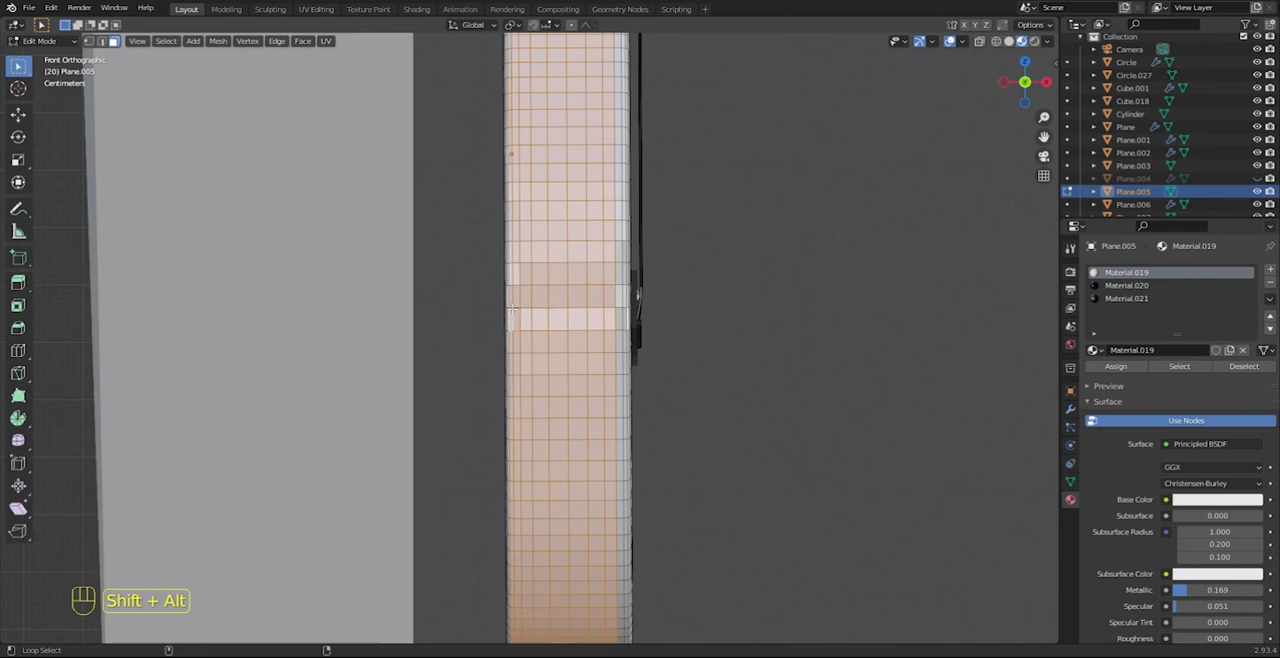 File Edit Render Window Help Layout Modeling Sculpting UV Editing Texture Paint Shading Animation Rendering Compositing Geometry Nodes Scripting + Scene View Layer
Global Options
Edit Mode View Select Add Mesh Vertex Edge Face UV X Y Z
Front Orthographic
(20) Plane.005
Centimeters
Z
X
Y
Collection
Camera
Circle
Circle.027
Cube.001
Cube.018
Cylinder
Plane
Plane.001
Plane.002
Plane.003
Plane.004
Plane.005
Plane.006
Plane.005 Material.019
Material.019
Material.020
Material.021
Material.019
Assign Select Deselect
Preview
Surface
Use Nodes
Surface Principled BSDF
GGX
Christensen-Burley
Base Color
Subsurface 0.000
Subsurface Radius 1.000
0.200
0.100
Subsurface Color
Metallic 0.169
Specular 0.051
Specular Tint 0.000
Roughness 0.000
Shift + Alt
Loop Select 2.93.4